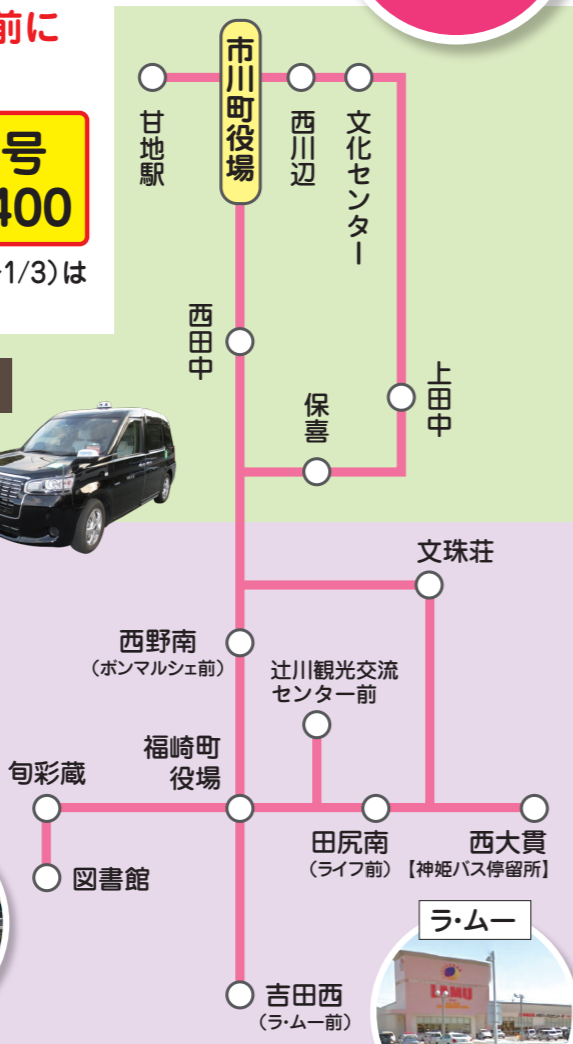 前に
号
400
1/3）は
市川町役場
甘地駅
西川辺
文化センター
西田中
保喜
上田中
文珠荘
西野南
（ボンマルシェ前）
辻川観光交流
センター前
福崎町
役場
旬彩蔵
図書館
田尻南
（ライフ前）
西大貫
【神姫バス停留所】
ラ・ムー
LAMU
吉田西
（ラ・ムー前）